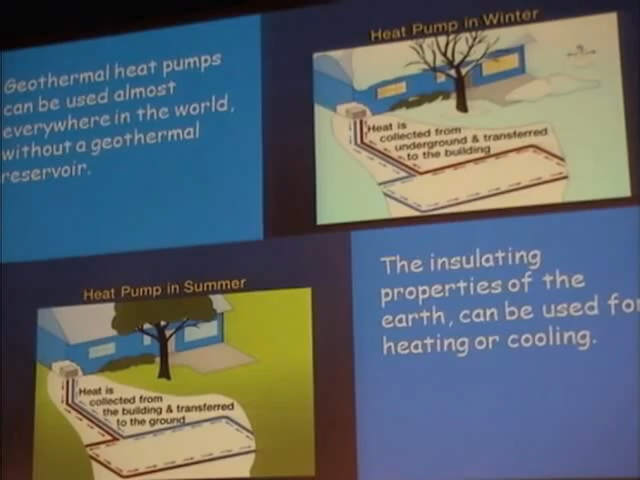 Geothermal heat pumps
can be used almost
everywhere in the world,
without a geothermal
reservoir.
Heat Pump in Winter
Heat is
collected from
underground & transferred
to the building
Heat Pump in Summer
Heat is
collected from
the building & transferred
to the ground
The insulating
properties of the
earth, can be used for
heating or cooling.